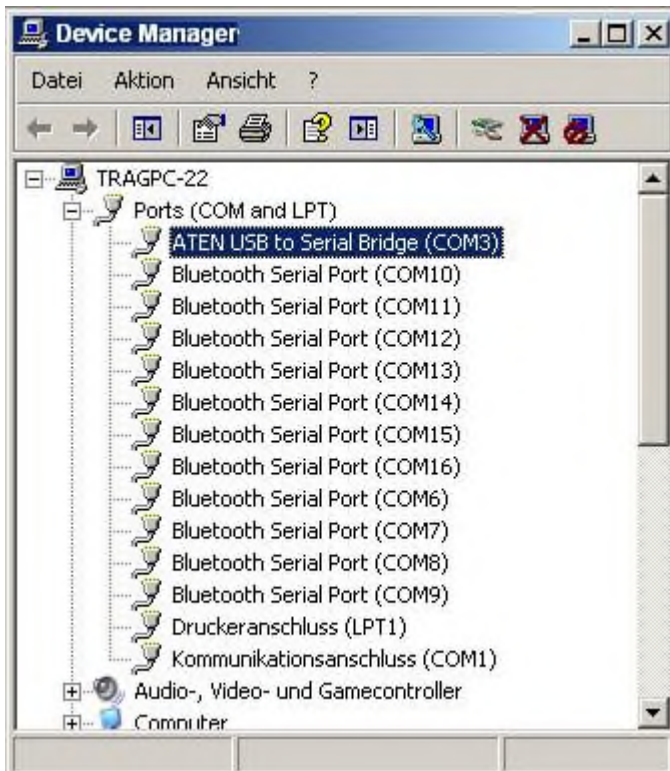 Device Manager
Datei Aktion Ansicht ?
TRAGPC-22
Ports (COM and LPT)
ATEN USB to Serial Bridge (COM3)
Bluetooth Serial Port (COM10)
Bluetooth Serial Port (COM11)
Bluetooth Serial Port (COM12)
Bluetooth Serial Port (COM13)
Bluetooth Serial Port (COM14)
Bluetooth Serial Port (COM15)
Bluetooth Serial Port (COM16)
Bluetooth Serial Port (COM6)
Bluetooth Serial Port (COM7)
Bluetooth Serial Port (COM8)
Bluetooth Serial Port (COM9)
Druckeranschluss (LPT1)
Kommunikationsanschluss (COM1)
Audio-, Video- und Gamecontroller
Computer